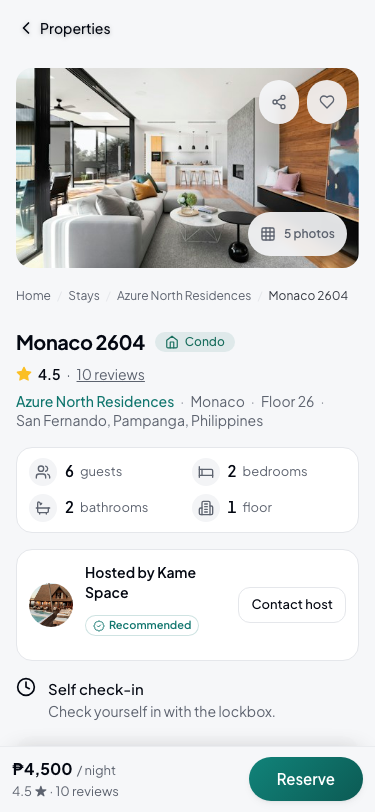 Properties
5 photos
Home / Stays / Azure North Residences / Monaco 2604
Monaco 2604 Condo
4.5 · 10 reviews
Azure North Residences · Monaco · Floor 26 ·
San Fernando, Pampanga, Philippines
6 guests 2 bedrooms
2 bathrooms 1 floor
Hosted by Kame
Space
Recommended
Contact host
Self check-in
Check yourself in with the lockbox.
₱4,500 / night
4.5 ★ · 10 reviews
Reserve